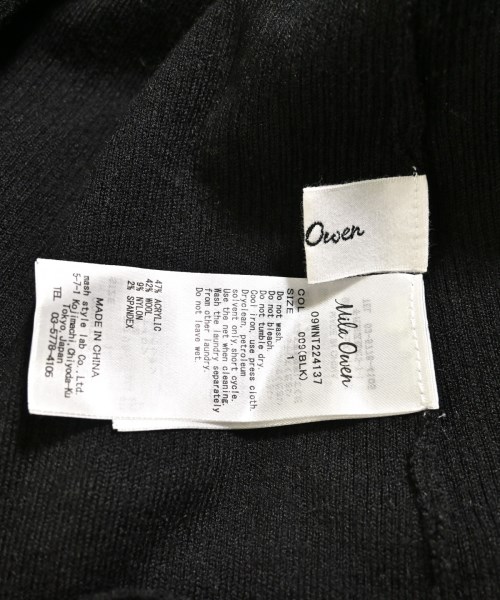 Owen
Mila Owen
09WNT224137
COL 009(BLK)
SIZE 1
Do not wash.
Do not bleach.
Do not tumble dry.
Cool iron, use press cloth.
Dryclean, petroleum
solvent only, short cycle.
Use the net when cleaning
Wash the laundry separately
from other laundry.
Do not leave wet.
47% ACRYLIC
42% WOOL
9% NYLON
2% SPANDEX
MADE IN CHINA
mash style lab Co.,Ltd.
5-7-1 Kojimachi Chiyoda-Ku
Tokyo, Japan
TEL 03-5778-4106